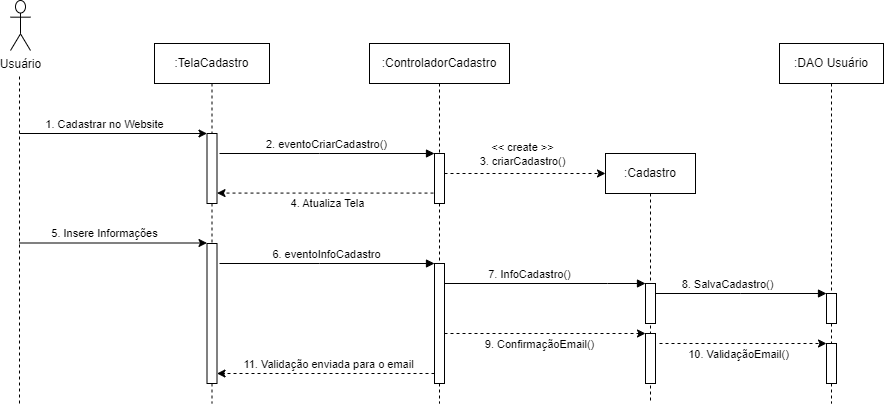 Usuário
:TelaCadastro
:ControladorCadastro
:DAO Usuário
1. Cadastrar no Website
2. eventoCriarCadastro()
<< create >>
3. criarCadastro()
:Cadastro
4. Atualiza Tela
5. Insere Informações
6. eventoInfoCadastro
7. InfoCadastro()
8. SalvaCadastro()
9. ConfirmaçãoEmail()
10. ValidaçãoEmail()
11. Validação enviada para o email